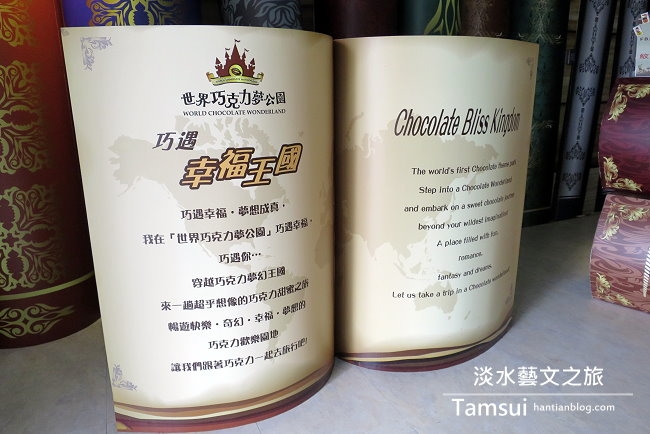 世界巧克力夢公園
WORLD CHOCOLATE WONDERLAND
巧遇
幸福王國
巧遇幸福·夢想成真,
我在「世界巧克力夢公園」巧遇幸福。
巧遇你…
穿越巧克力夢幻王國
來一趟超乎想像的巧克力甜蜜之旅
暢遊快樂·奇幻·幸福·夢想的
巧克力歡樂園地
讓我們跟著巧克力一起去旅行吧!
Chocolate Bliss Kingdom
The world's first Chocolate theme park
Step into a Chocolate Wonderland
and embark on a sweet chocolate journey
beyond your wildest imaginations
A place filled with fun,
romance,
fantasy and dreams.
Let us take a trip in a Chocolate wonderland!
淡水藝文之旅
Tamsui hantianblog.com